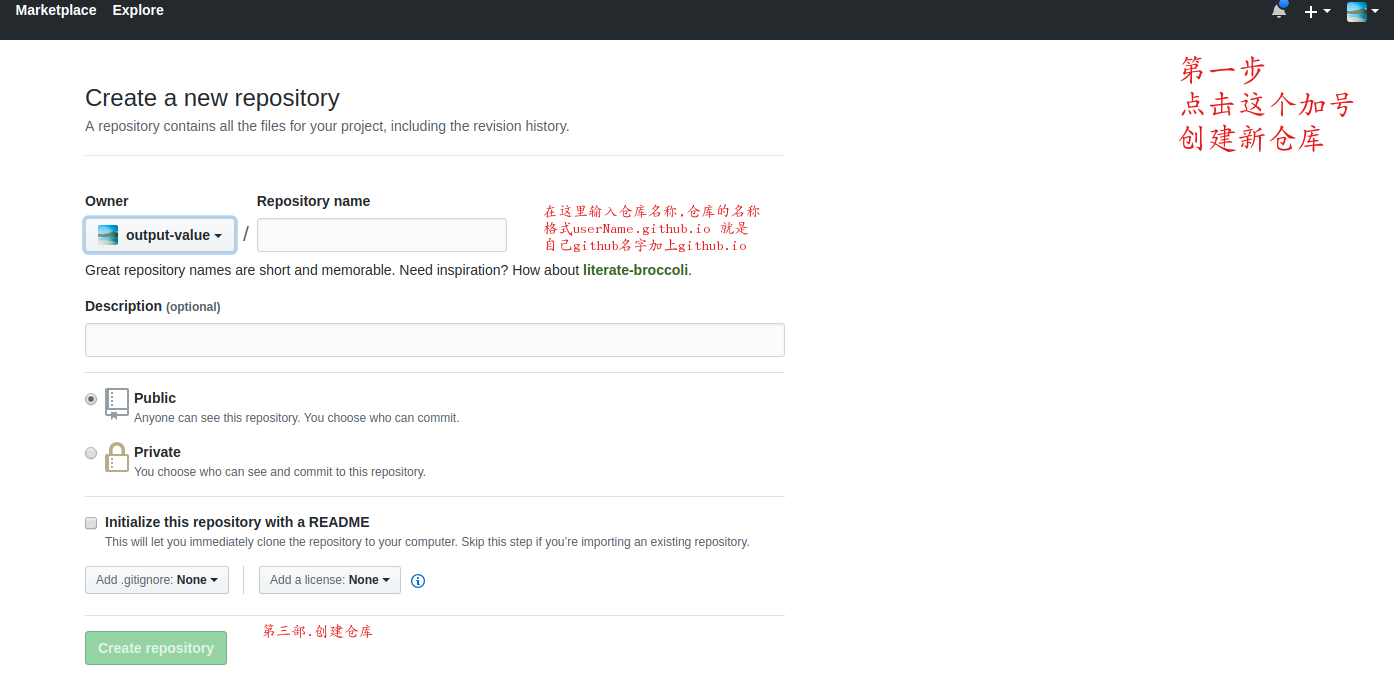 Marketplace Explore
第一步
点击这个加号
创建新仓库
Create a new repository
A repository contains all the files for your project, including the revision history.
Owner Repository name
output-value / 
在这里输入仓库名称,仓库的名称
格式userName.github.io 就是
自己github名字加上github.io
Great repository names are short and memorable. Need inspiration? How about literate-broccoli.
Description (optional)
Public
Anyone can see this repository. You choose who can commit.
Private
You choose who can see and commit to this repository.
Initialize this repository with a README
This will let you immediately clone the repository to your computer. Skip this step if you're importing an existing repository.
Add .gitignore: None Add a license: None
第三部.创建仓库
Create repository